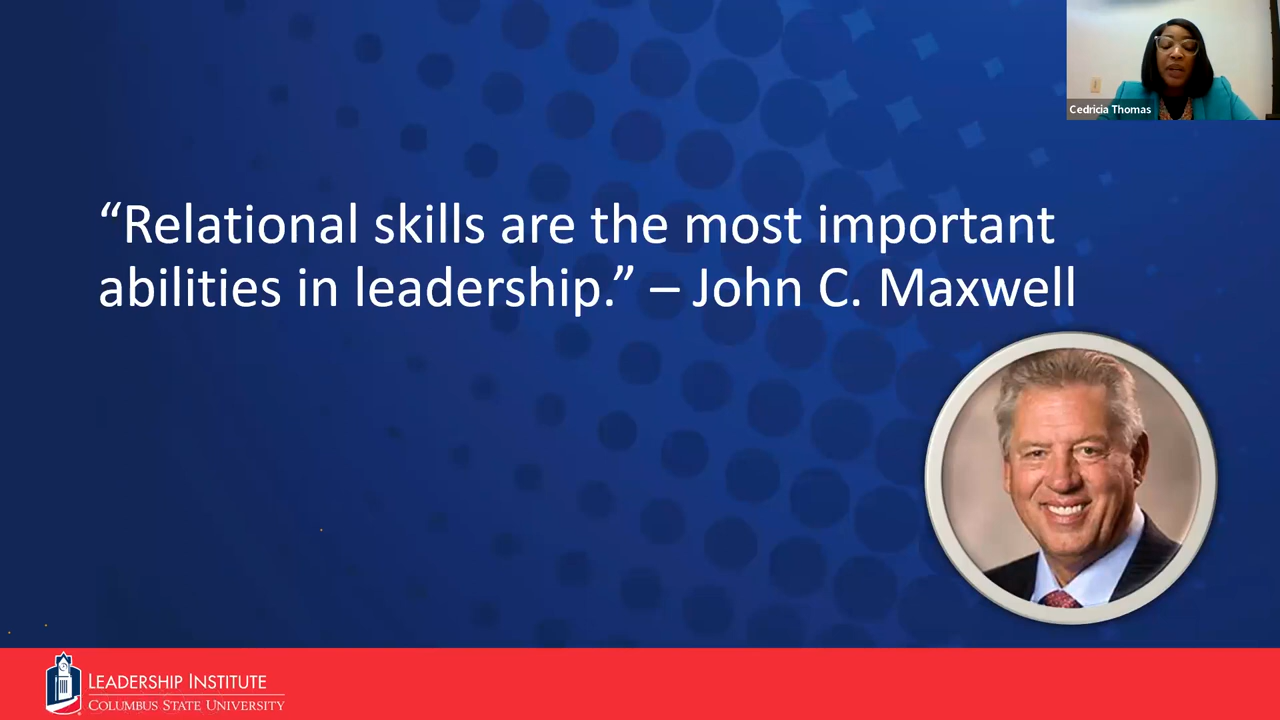 Cedricia Thomas
“Relational skills are the most important
abilities in leadership.” – John C. Maxwell
LEADERSHIP INSTITUTE
COLUMBUS STATE UNIVERSITY